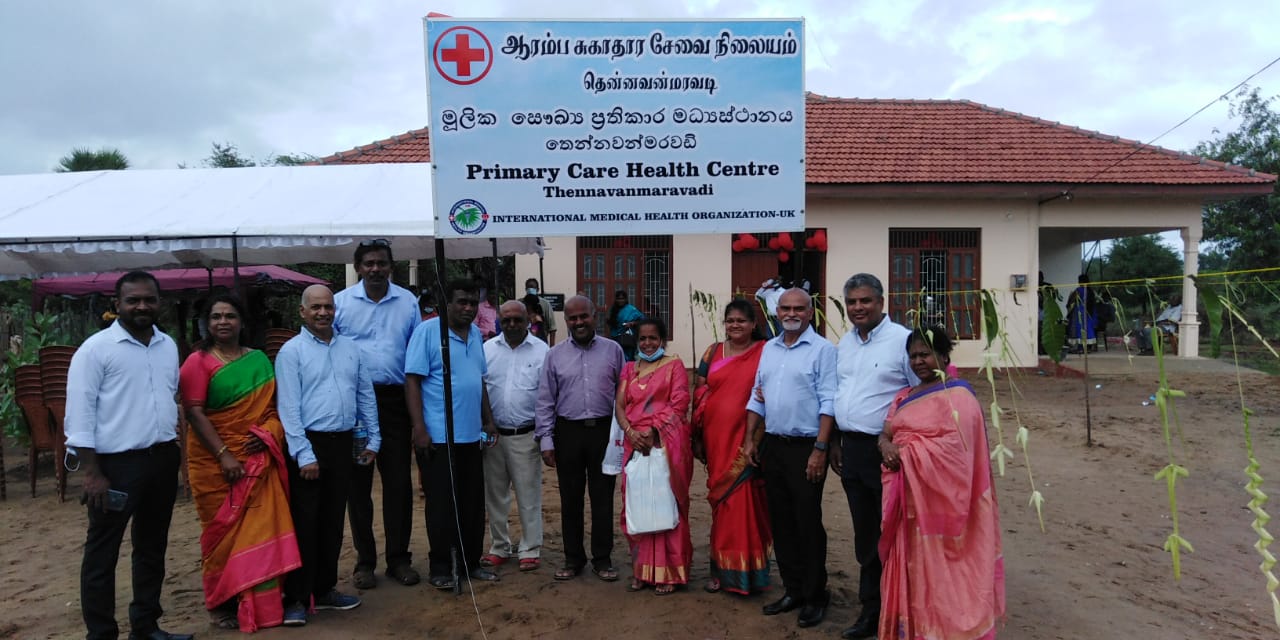 ஆரம்ப சுகாதார சேவை நிலையம்
தென்னவன்மரவடி
මූලික සෞඛ්‍ය ප්‍රතිකාර මධ්‍යස්ථානය
තෙන්නවන්මරවඩි
Primary Care Health Centre
Thennavanmaravadi
INTERNATIONAL MEDICAL HEALTH ORGANIZATION-UK